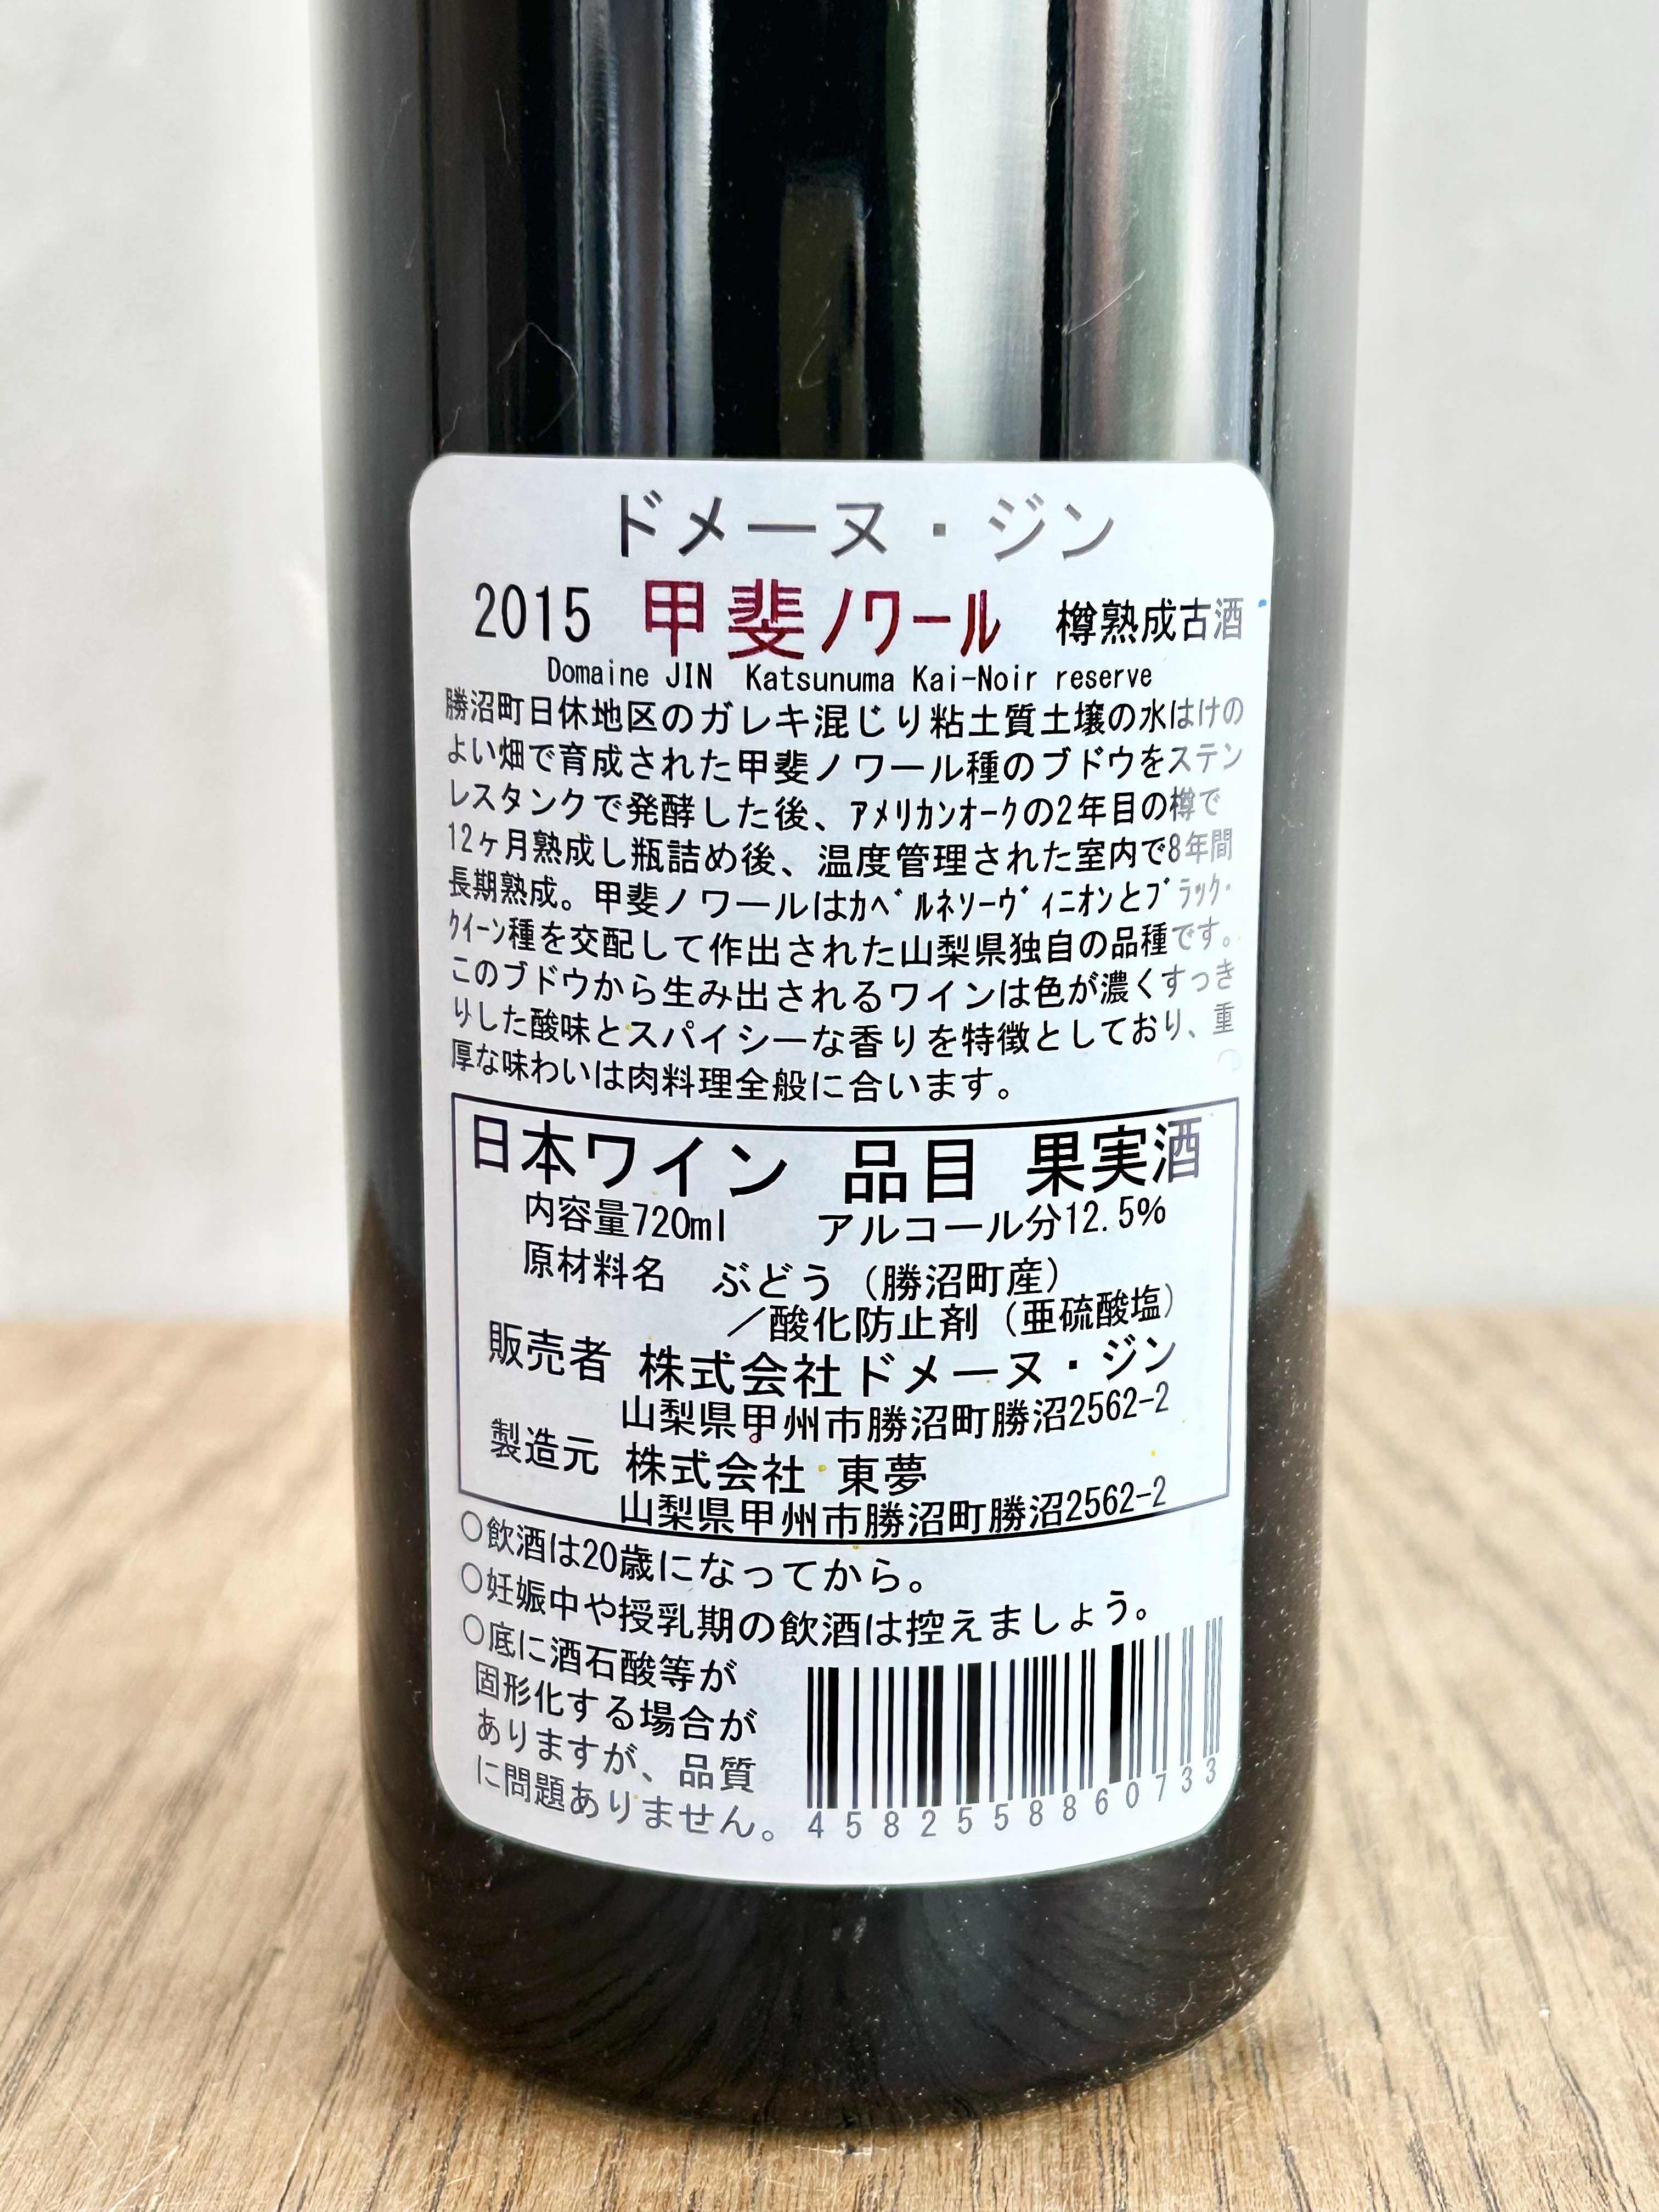 ドメーヌ・ジン
2015 甲斐ノワール 樽熟成古酒
Domaine JIN Katsunuma Kai-Noir reserve
勝沼町日休地区のガレキ混じり粘土質土壌の水はけの
よい畑で育成された甲斐ノワール種のブドウをステン
レスタンクで発酵した後、ｱﾒﾘｶﾝｵｰｸの2年目の樽で
12ヶ月熟成し瓶詰め後、温度管理された室内で8年間
長期熟成。甲斐ノワールはｶﾍﾞﾙﾈｿｰｳﾞｨﾆｵﾝとﾌﾞﾗｯｸ･
ｸｲｰﾝ種を交配して作出された山梨県独自の品種です。
このブドウから生み出されるワインは色が濃くすっき
りした酸味とスパイシーな香りを特徴としており、重
厚な味わいは肉料理全般に合います。
日本ワイン 品目 果実酒
内容量720ml アルコール分12.5%
原材料名 ぶどう（勝沼町産）
／酸化防止剤（亜硫酸塩）
販売者 株式会社ドメーヌ・ジン
山梨県甲州市勝沼町勝沼2562-2
製造元 株式会社 東夢
山梨県甲州市勝沼町勝沼2562-2
○飲酒は20歳になってから。
○妊娠中や授乳期の飲酒は控えましょう。
○底に酒石酸等が
固形化する場合が
ありますが、品質
に問題ありません。
4582558860733